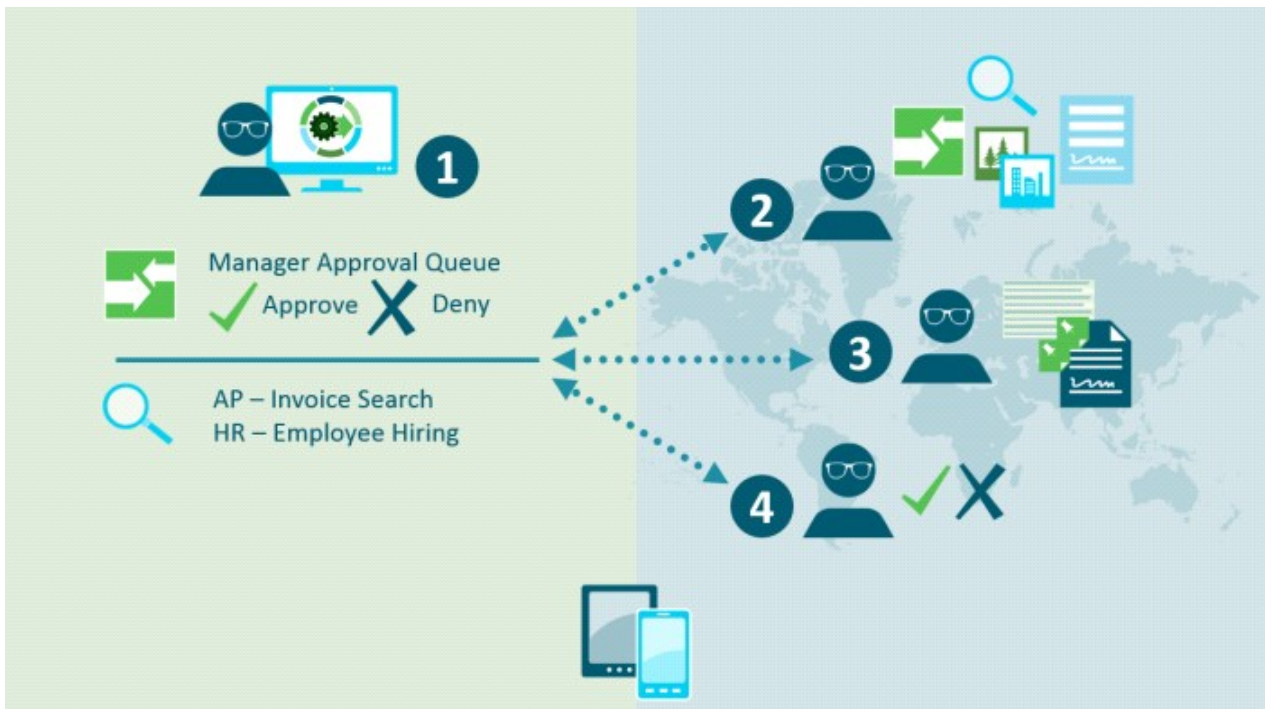 1
Manager Approval Queue
Approve Deny
AP – Invoice Search
HR – Employee Hiring
2
3
4